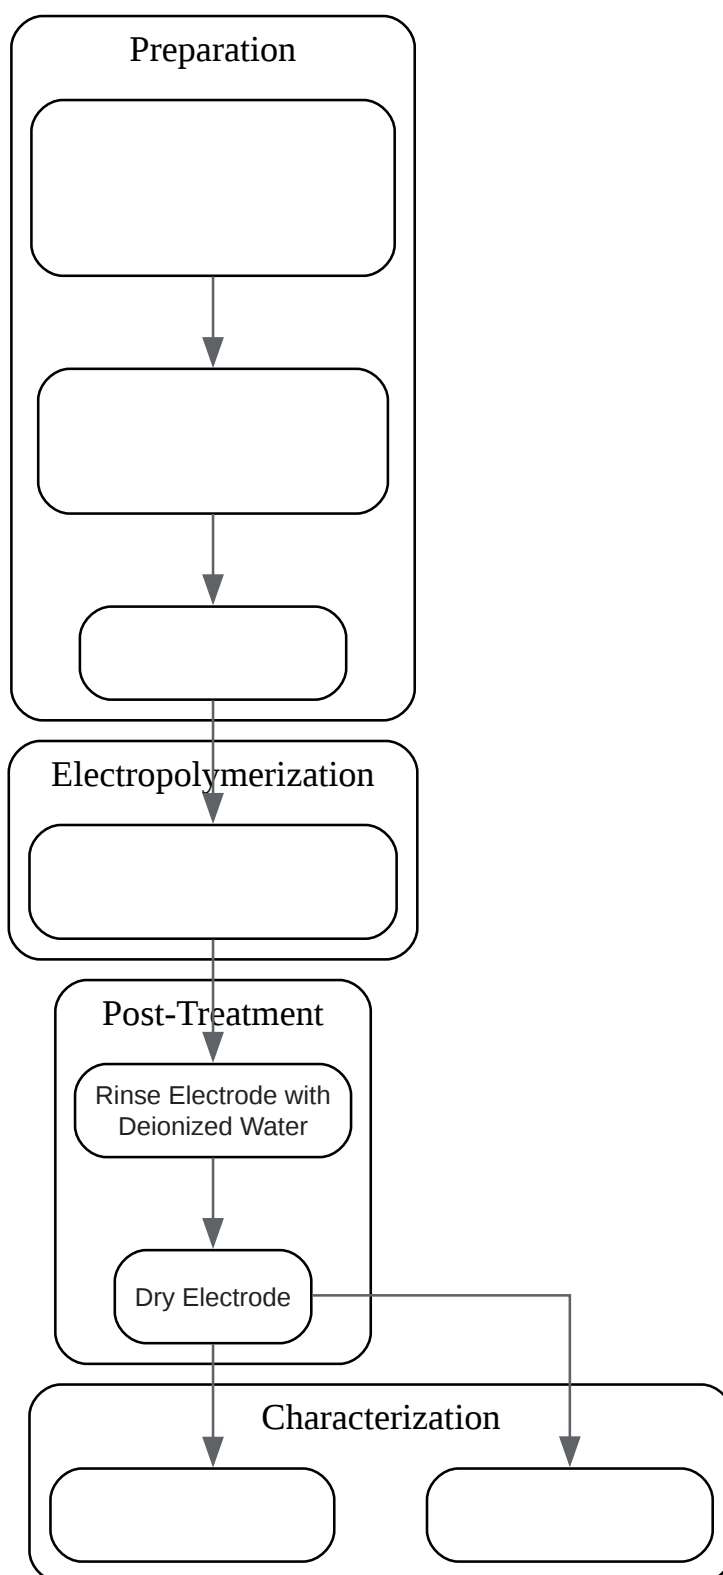 Preparation
Electropolymerization
Post-Treatment
Rinse Electrode with
Deionized Water
Dry Electrode
Characterization